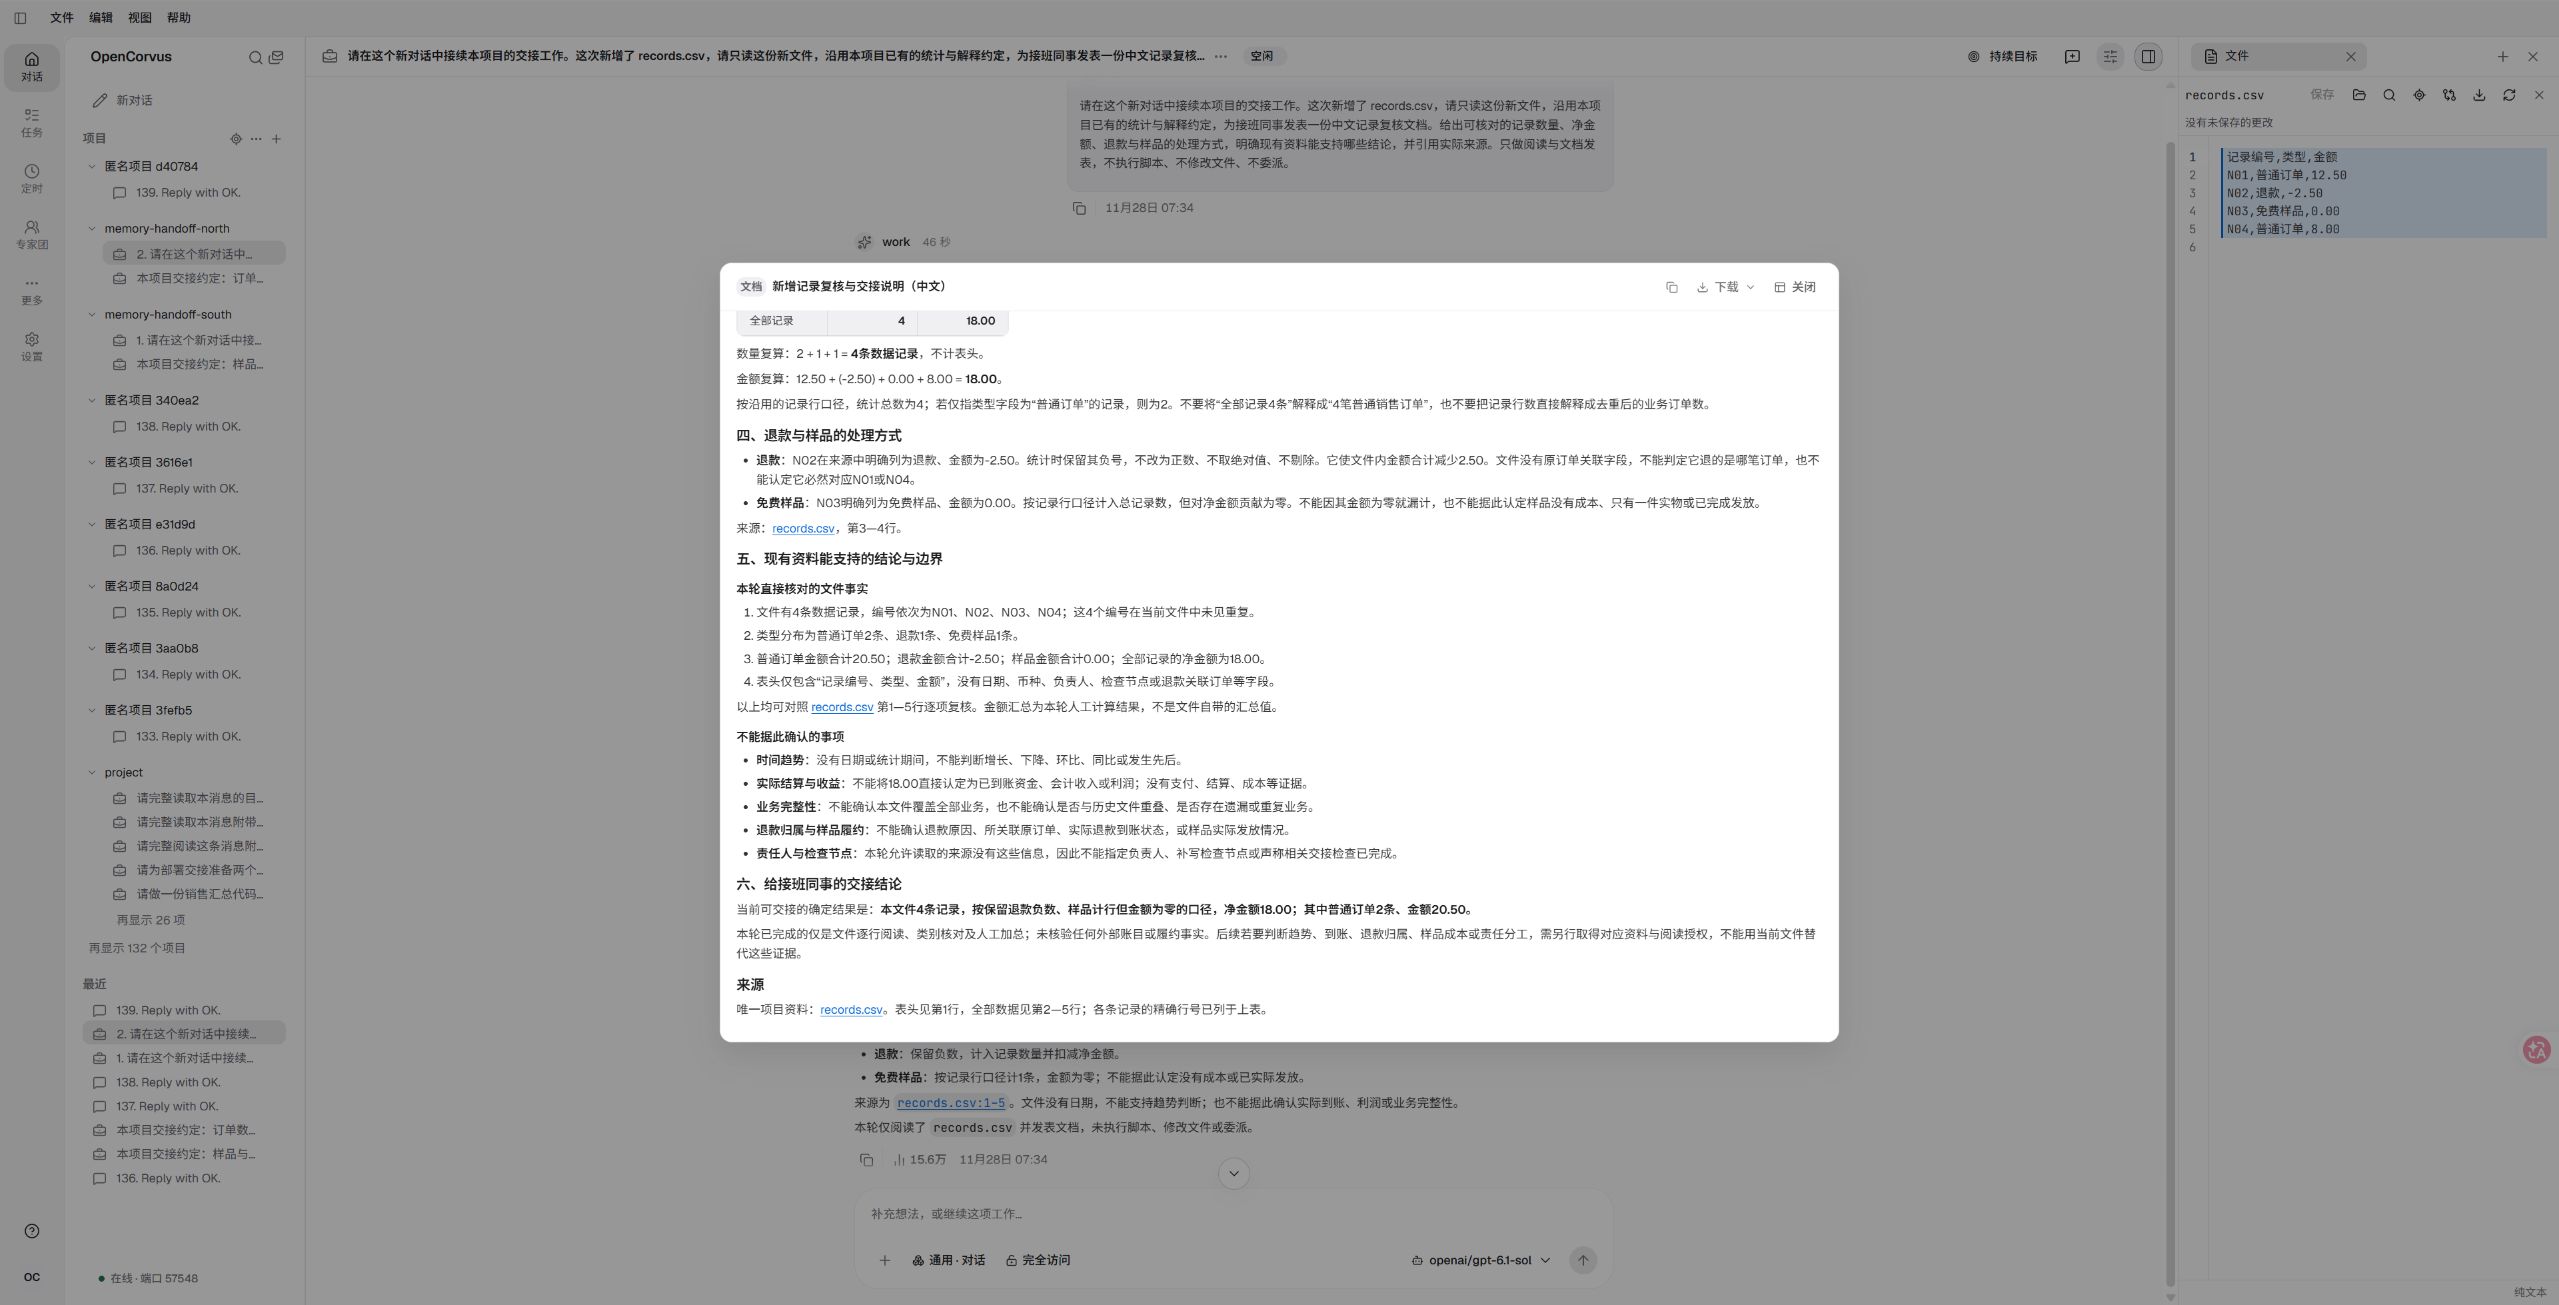 文件 编辑 视图 帮助
对话
任务
定时
专家团
更多
设置
OC
OpenCorvus
新对话
项目
匿名项目 d40784
139. Reply with OK.
memory-handoff-north
2. 请在这个新对话中...
本项目交接约定：订单...
memory-handoff-south
1. 请在这个新对话中接...
本项目交接约定：样品...
匿名项目 340ea2
138. Reply with OK.
匿名项目 3616e1
137. Reply with OK.
匿名项目 e31d9d
136. Reply with OK.
匿名项目 8a0d24
135. Reply with OK.
匿名项目 3aa0b8
134. Reply with OK.
匿名项目 3fefb5
133. Reply with OK.
project
请完整读取本消息的目...
请完整读取本消息附带...
请完整阅读这条消息附...
请为部署交接准备两个...
请做一份销售汇总代码...
再显示 26 项
再显示 132 个项目
最近
139. Reply with OK.
2. 请在这个新对话中接续...
1. 请在这个新对话中接续...
138. Reply with OK.
137. Reply with OK.
本项目交接约定：订单数...
本项目交接约定：样品与...
136. Reply with OK.
在线 · 端口 57548
请在这个新对话中接续本项目的交接工作。这次新增了 records.csv，请只读这份新文件，沿用本项目已有的统计与解释约定，为接班同事发表一份中文记录复核... 空闲
持续目标
请在这个新对话中接续本项目的交接工作。这次新增了 records.csv，请只读这份新文件，沿用本项
目已有的统计与解释约定，为接班同事发表一份中文记录复核文档。给出可核对的记录数量、净金
额、退款与样品的处理方式，明确现有资料能支持哪些结论，并引用实际来源。只做阅读与文档发
表，不执行脚本、不修改文件、不委派。
11月28日 07:34
work 46 秒
文档 新增记录复核与交接说明（中文） 下载 关闭
全部记录 4 18.00
数量复算：2 + 1 + 1 = 4条数据记录，不计表头。
金额复算：12.50 + (-2.50) + 0.00 + 8.00 = 18.00。
按沿用的记录行口径，统计总数为4；若仅指类型字段为“普通订单”的记录，则为2。不要将“全部记录4条”解释成“4笔普通销售订单”，也不要把记录行数直接解释成去重后的业务订单数。
四、退款与样品的处理方式
• 退款：N02在来源中明确列为退款、金额为-2.50。统计时保留其负号，不改为正数、不取绝对值、不剔除。它使文件内金额合计减少2.50。文件没有原订单关联字段，不能判定它退的是哪笔订单，也不
能认定它必然对应N01或N04。
• 免费样品：N03明确列为免费样品、金额为0.00。按记录行口径计入总记录数，但对净金额贡献为零。不能因其金额为零就漏计，也不能据此认定样品没有成本、只有一件实物或已完成发放。
来源：records.csv，第3—4行。
五、现有资料能支持的结论与边界
本轮直接核对的文件事实
1. 文件有4条数据记录，编号依次为N01、N02、N03、N04；这4个编号在当前文件中未见重复。
2. 类型分布为普通订单2条、退款1条、免费样品1条。
3. 普通订单金额合计20.50；退款金额合计-2.50；样品金额合计0.00；全部记录的净金额为18.00。
4. 表头仅包含“记录编号、类型、金额”，没有日期、币种、负责人、检查节点或退款关联订单等字段。
以上均可对照 records.csv 第1—5行逐项复核。金额汇总为本轮人工计算结果，不是文件自带的汇总值。
不能据此确认的事项
• 时间趋势：没有日期或统计期间，不能判断增长、下降、环比、同比或发生先后。
• 实际结算与收益：不能将18.00直接认定为已到账资金、会计收入或利润；没有支付、结算、成本等证据。
• 业务完整性：不能确认本文件覆盖全部业务，也不能确认是否与历史文件重叠、是否存在遗漏或重复业务。
• 退款归属与样品履约：不能确认退款原因、所关联原订单、实际退款到账状态，或样品实际发放情况。
• 责任人与检查节点：本轮允许读取的来源没有这些信息，因此不能指定负责人、补写检查节点或声称相关交接检查已完成。
六、给接班同事的交接结论
当前可交接的确定结果是：本文件4条记录，按保留退款负数、样品计行但金额为零的口径，净金额18.00；其中普通订单2条、金额20.50。
本轮已完成的仅是文件逐行阅读、类别核对及人工加总；未核验任何外部账目或履约事实。后续若要判断趋势、到账、退款归属、样品成本或责任分工，需另行取得对应资料与阅读授权，不能用当前文件替
代这些证据。
来源
唯一项目资料：records.csv。表头见第1行，全部数据见第2—5行；各条记录的精确行号已列于上表。
• 退款：保留负数，计入记录数量并扣减净金额。
• 免费样品：按记录行口径计1条，金额为零；不能据此认定没有成本或已实际发放。
来源为 records.csv:1-5 。文件没有日期，不能支持趋势判断；也不能据此确认实际到账、利润或业务完整性。
本轮仅阅读了 records.csv 并发表文档，未执行脚本、修改文件或委派。
15.6万 11月28日 07:34
补充想法，或继续这项工作...
通用 · 对话 完全访问 openai/gpt-6.1-sol
文件
records.csv 保存
没有未保存的更改
1 记录编号,类型,金额
2 N01,普通订单,12.50
3 N02,退款,-2.50
4 N03,免费样品,0.00
5 N04,普通订单,8.00
6
纯文本